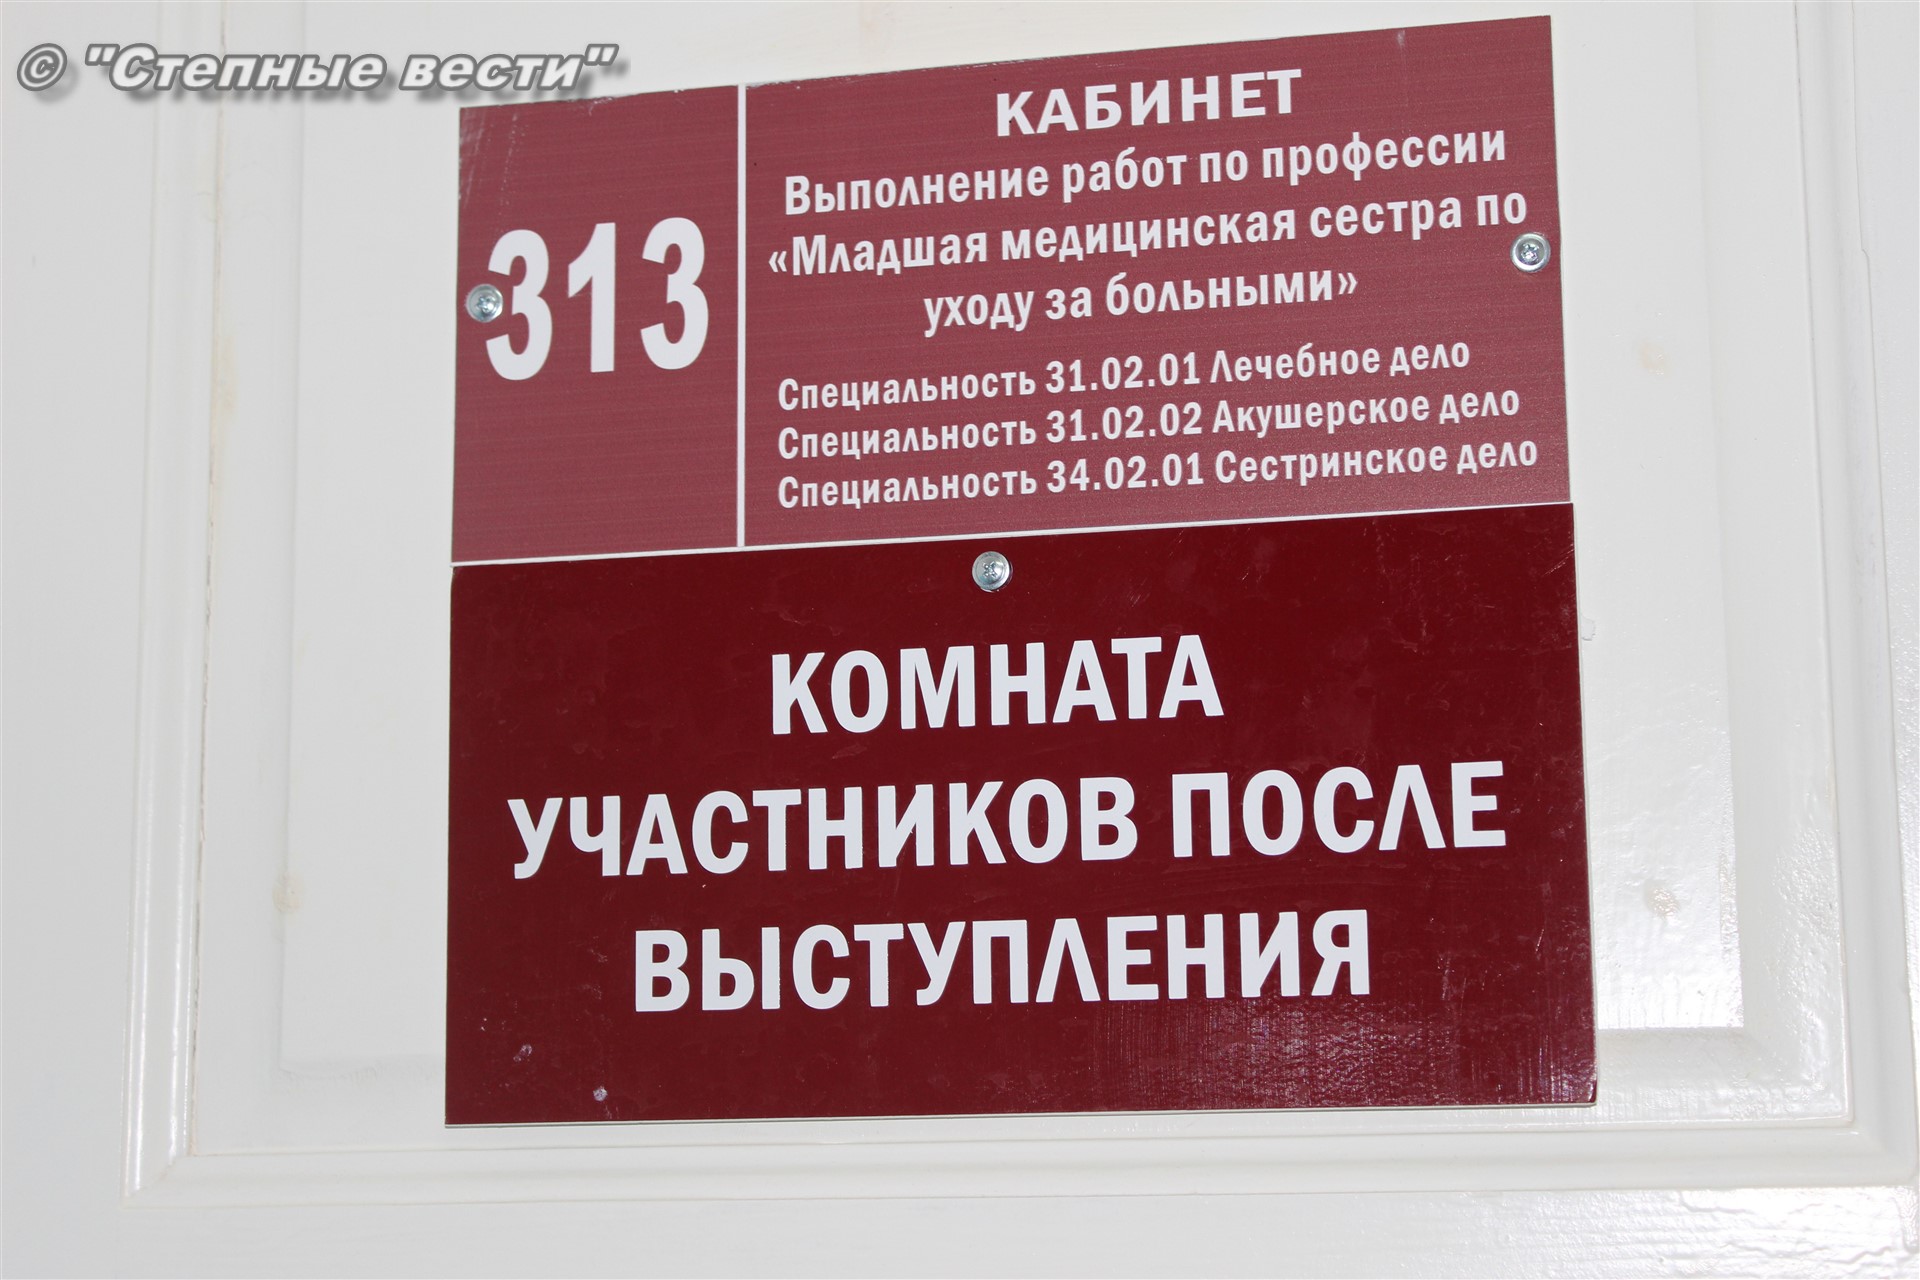 © "Степные вести"
313
КАБИНЕТ
Выполнение работ по профессии
«Младшая медицинская сестра по
уходу за больными»
Специальность 31.02.01 Лечебное дело
Специальность 31.02.02 Акушерское дело
Специальность 34.02.01 Сестринское дело
КОМНАТА
УЧАСТНИКОВ ПОСЛЕ
ВЫСТУПЛЕНИЯ